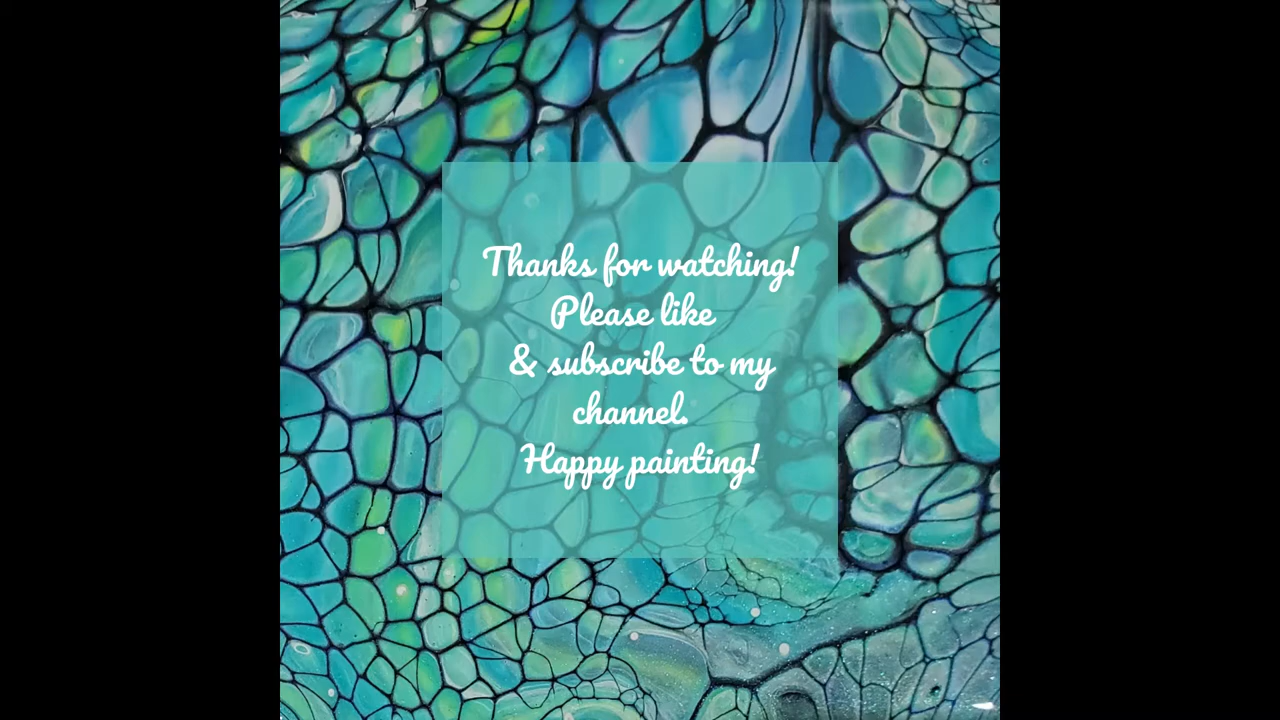 Thanks for watching!
Please like
& subscribe to my
channel.
Happy painting!